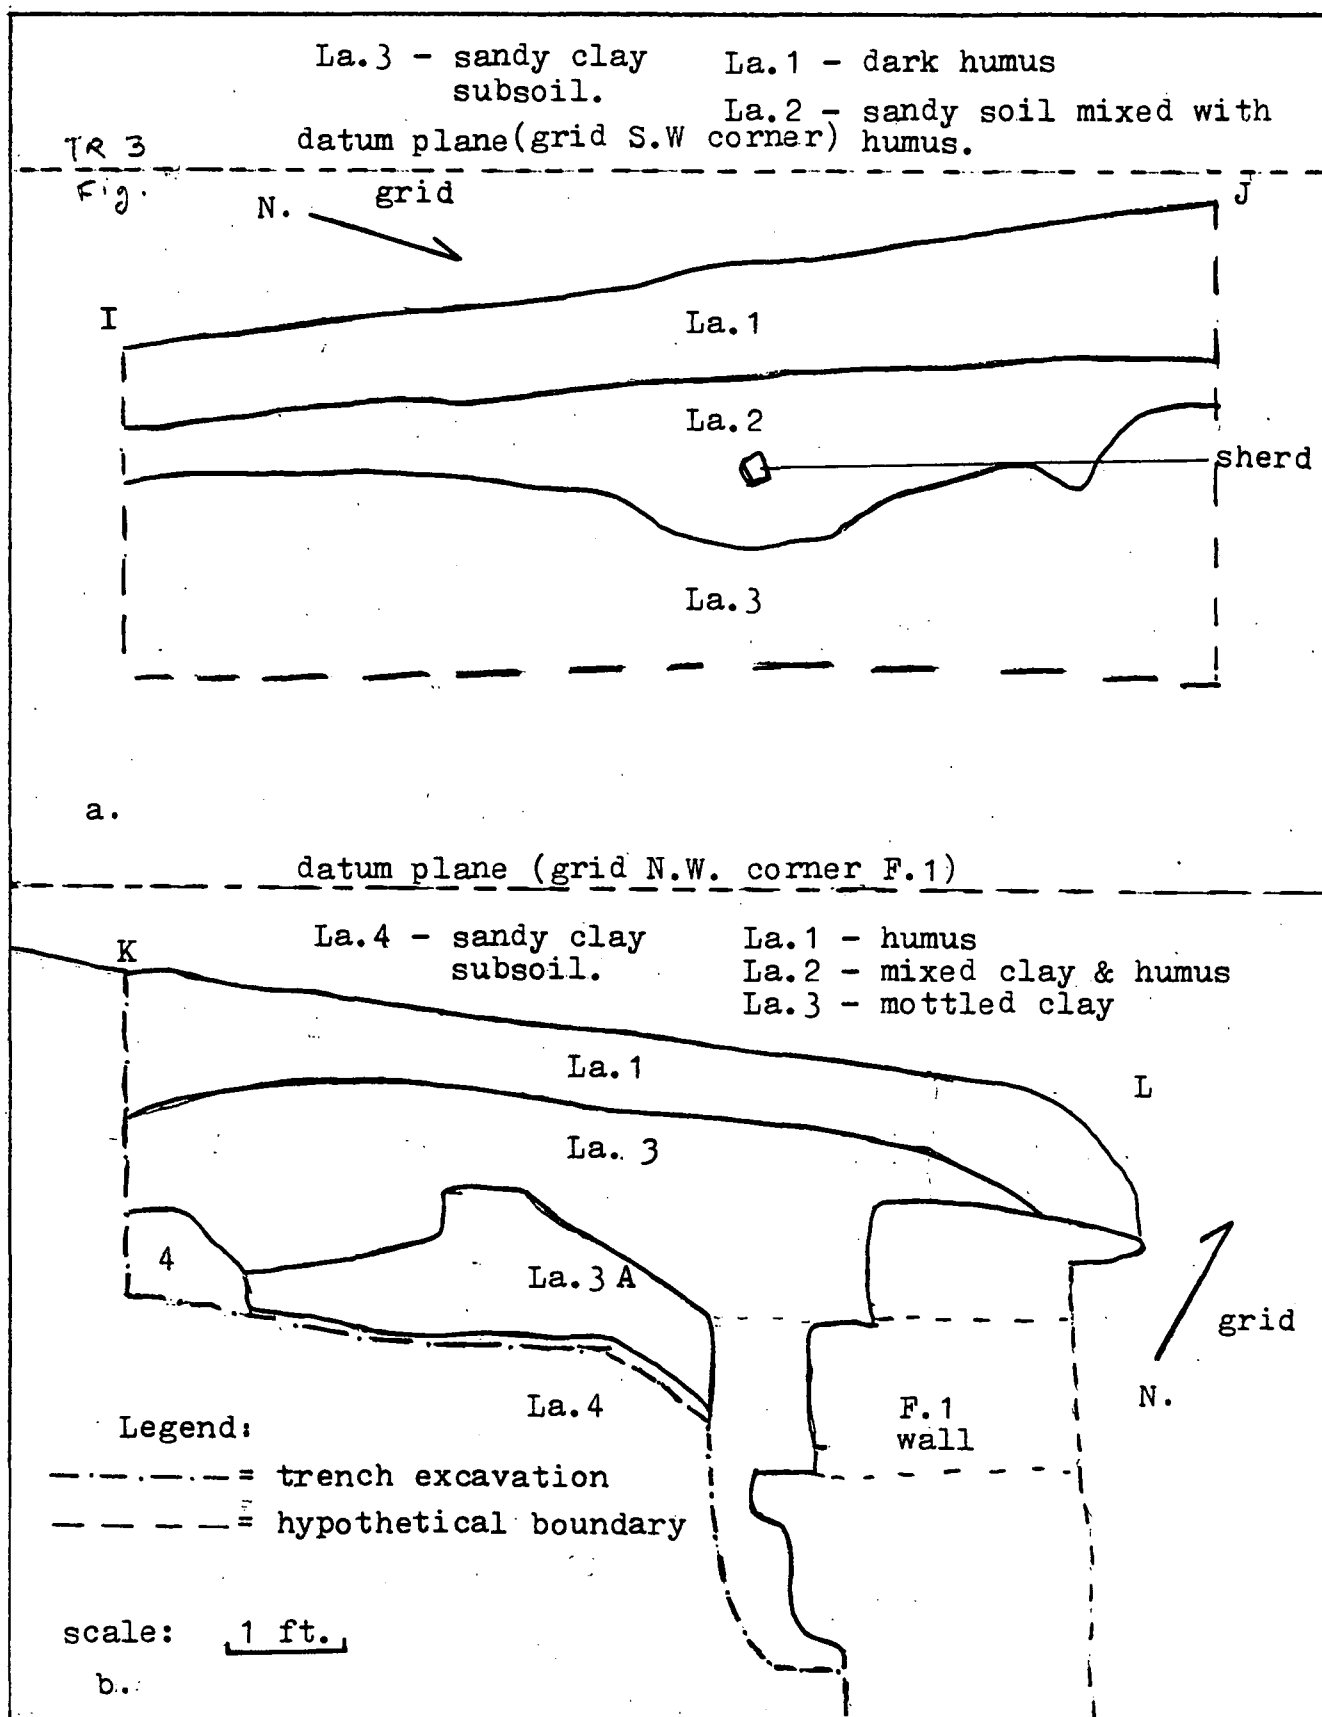 La.3 - sandy clay subsoil.
La.1 - dark humus
La.2 - sandy soil mixed with humus.
datum plane(grid S.W corner)
TR 3
Fig.
N.
grid
J
I
La.1
La.2
sherd
La.3
a.
datum plane (grid N.W. corner F.1)
La.4 - sandy clay subsoil.
La.1 - humus
La.2 - mixed clay & humus
La.3 - mottled clay
K
La.1
L
La.3
4
La.3 A
grid
N.
La.4
F.1
wall
Legend:
= trench excavation
= hypothetical boundary
scale: 1 ft.
b.